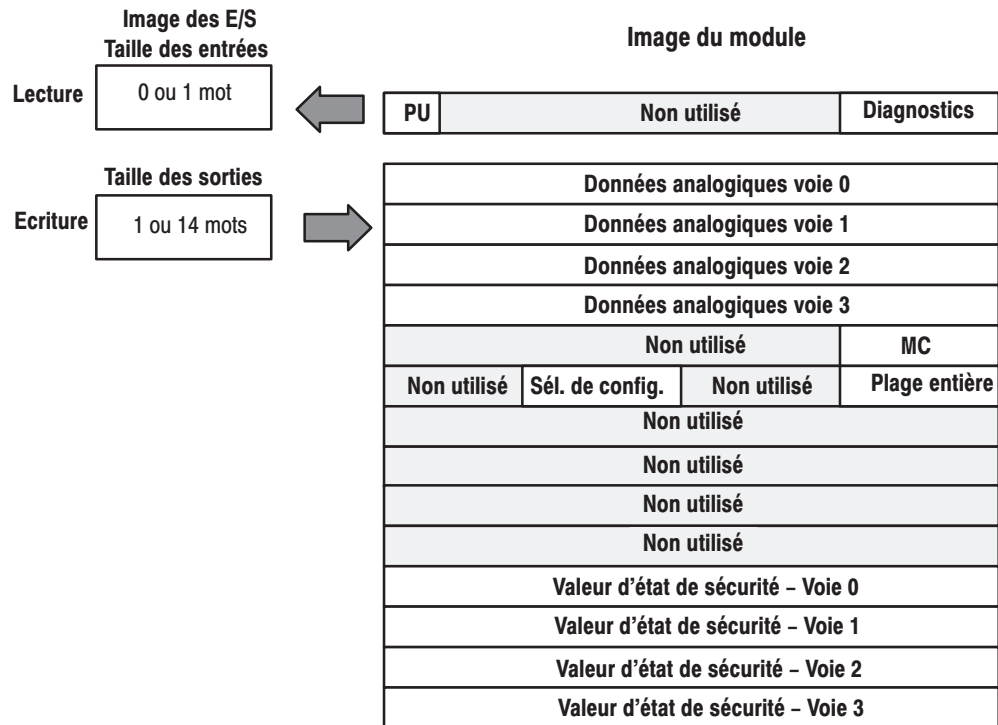 Image des E/S
Taille des entrées
Image du module
Lecture
0 ou 1 mot
PU
Non utilisé
Diagnostics
Taille des sorties
Ecriture
1 ou 14 mots
Données analogiques voie 0
Données analogiques voie 1
Données analogiques voie 2
Données analogiques voie 3
Non utilisé
MC
Non utilisé
Sél. de config.
Non utilisé
Plage entière
Non utilisé
Non utilisé
Non utilisé
Non utilisé
Valeur d'état de sécurité – Voie 0
Valeur d'état de sécurité – Voie 1
Valeur d'état de sécurité – Voie 2
Valeur d'état de sécurité – Voie 3